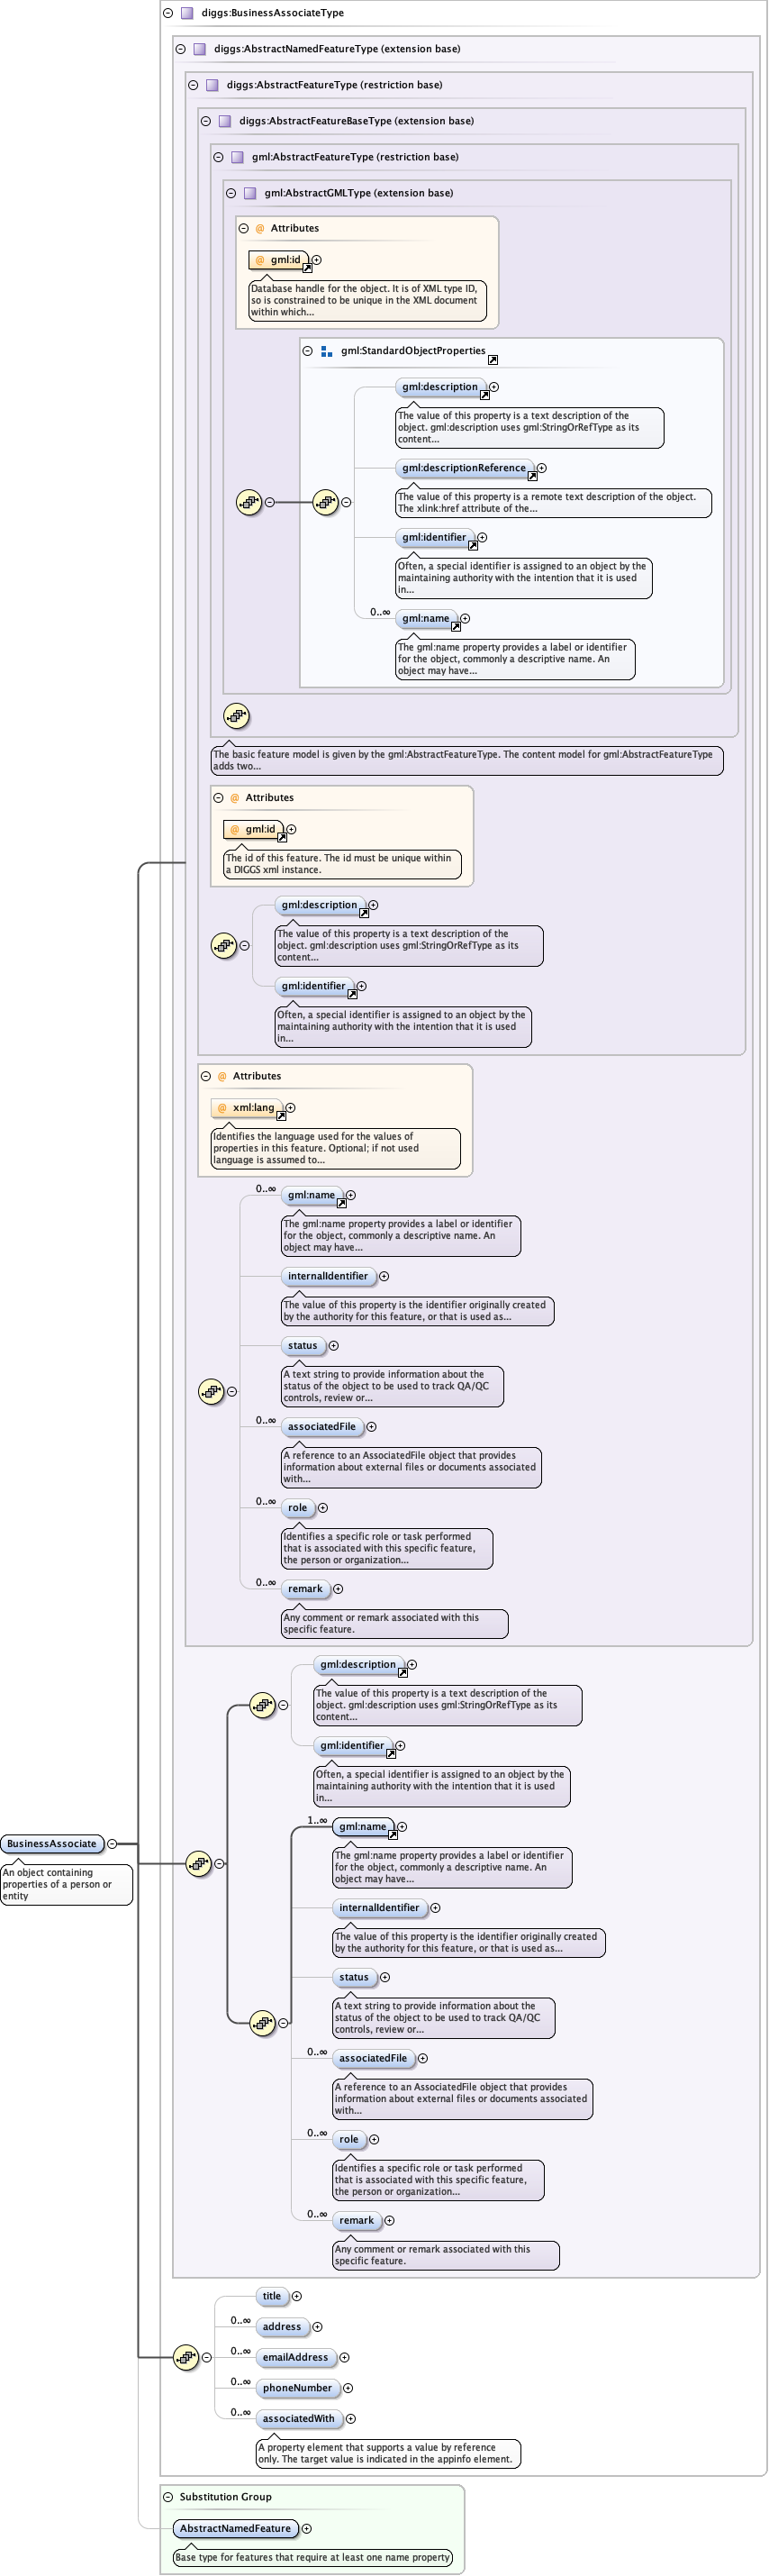 diggs:BusinessAssociateType
diggs:AbstractNamedFeatureType (extension base)
diggs:AbstractFeatureType (restriction base)
diggs:AbstractFeatureBaseType (extension base)
gml:AbstractFeatureType (restriction base)
gml:AbstractGMLType (extension base)
@ Attributes
@ gml:id
Database handle for the object. It is of XML type ID,
so is constrained to be unique in the XML document
within which...
gml:StandardObjectProperties
gml:description
The value of this property is a text description of the
object. gml:description uses gml:StringOrRefType as its
content...
gml:descriptionReference
The value of this property is a remote text description of the object.
The xlink:href attribute of the...
gml:identifier
Often, a special identifier is assigned to an object by the
maintaining authority with the intention that it is used
in...
0..∞
gml:name
The gml:name property provides a label or identifier
for the object, commonly a descriptive name. An
object may have...
The basic feature model is given by the gml:AbstractFeatureType. The content model for gml:AbstractFeatureType
adds two...
@ Attributes
@ gml:id
The id of this feature. The id must be unique within
a DIGGS xml instance.
gml:description
The value of this property is a text description of the
object. gml:description uses gml:StringOrRefType as its
content...
gml:identifier
Often, a special identifier is assigned to an object by the
maintaining authority with the intention that it is used
in...
@ Attributes
@ xml:lang
Identifies the language used for the values of
properties in this feature. Optional; if not used
language is assumed to...
0..∞
gml:name
The gml:name property provides a label or identifier
for the object, commonly a descriptive name. An
object may have...
internalIdentifier
The value of this property is the identifier originally created
by the authority for this feature, or that is used as...
status
A text string to provide information about the
status of the object to be used to track QA/QC
controls, review or...
0..∞
associatedFile
A reference to an AssociatedFile object that provides
information about external files or documents associated
with...
0..∞
role
Identifies a specific role or task performed
that is associated with this specific feature,
the person or organization...
0..∞
remark
Any comment or remark associated with this
specific feature.
gml:description
The value of this property is a text description of the
object. gml:description uses gml:StringOrRefType as its
content...
gml:identifier
Often, a special identifier is assigned to an object by the
maintaining authority with the intention that it is used
in...
1..∞
gml:name
The gml:name property provides a label or identifier
for the object, commonly a descriptive name. An
object may have...
BusinessAssociate
An object containing
properties of a person or
entity
internalIdentifier
The value of this property is the identifier originally created
by the authority for this feature, or that is used as...
status
A text string to provide information about the
status of the object to be used to track QA/QC
controls, review or...
0..∞
associatedFile
A reference to an AssociatedFile object that provides
information about external files or documents associated
with...
0..∞
role
Identifies a specific role or task performed
that is associated with this specific feature,
the person or organization...
0..∞
remark
Any comment or remark associated with this
specific feature.
title
0..∞
address
0..∞
emailAddress
0..∞
phoneNumber
0..∞
associatedWith
A property element that supports a value by reference
only. The target value is indicated in the appinfo element.
Substitution Group
AbstractNamedFeature
Base type for features that require at least one name property